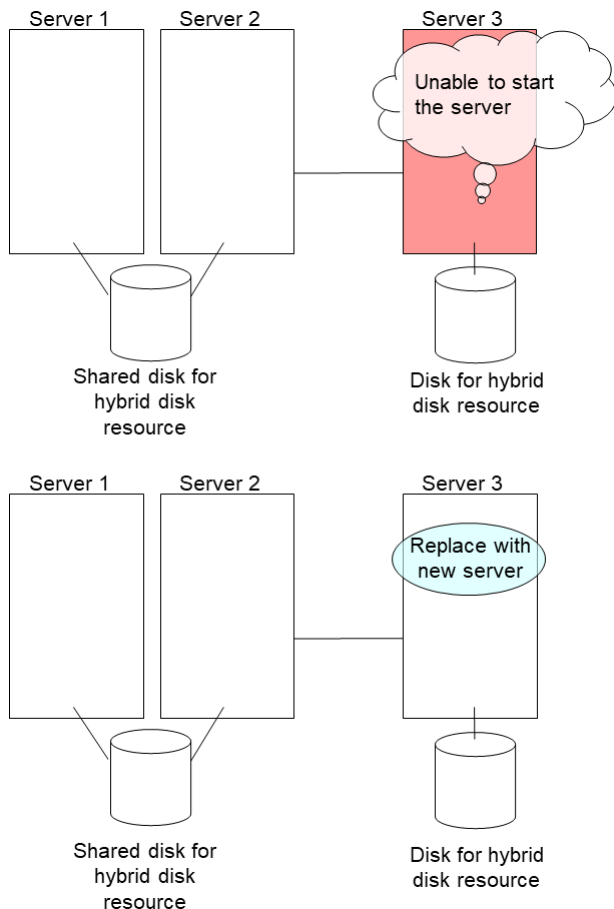 Server 1
Server 2
Server 3
Unable to start
the server
Shared disk for
hybrid disk
resource
Disk for hybrid
disk resource
Server 1
Server 2
Server 3
Replace with
new server
Shared disk for
hybrid disk
resource
Disk for hybrid
disk resource